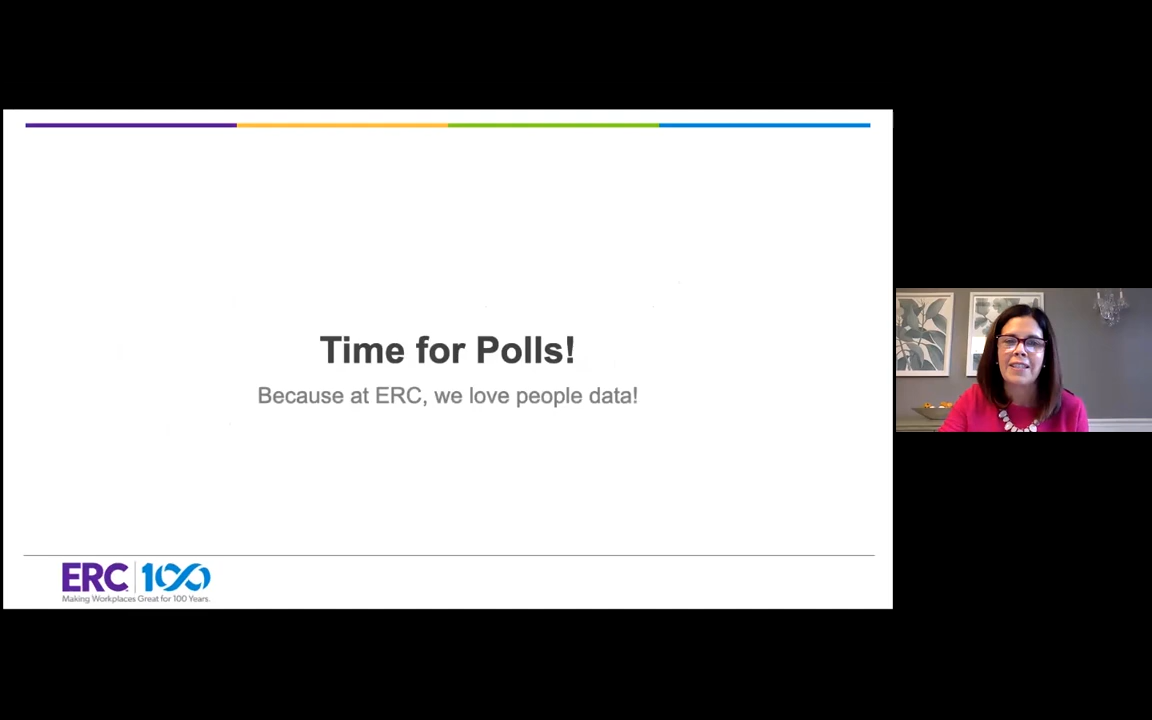 Time for Polls!
Because at ERC, we love people data!
ERC 100
Making Workplaces Great for 100 Years.